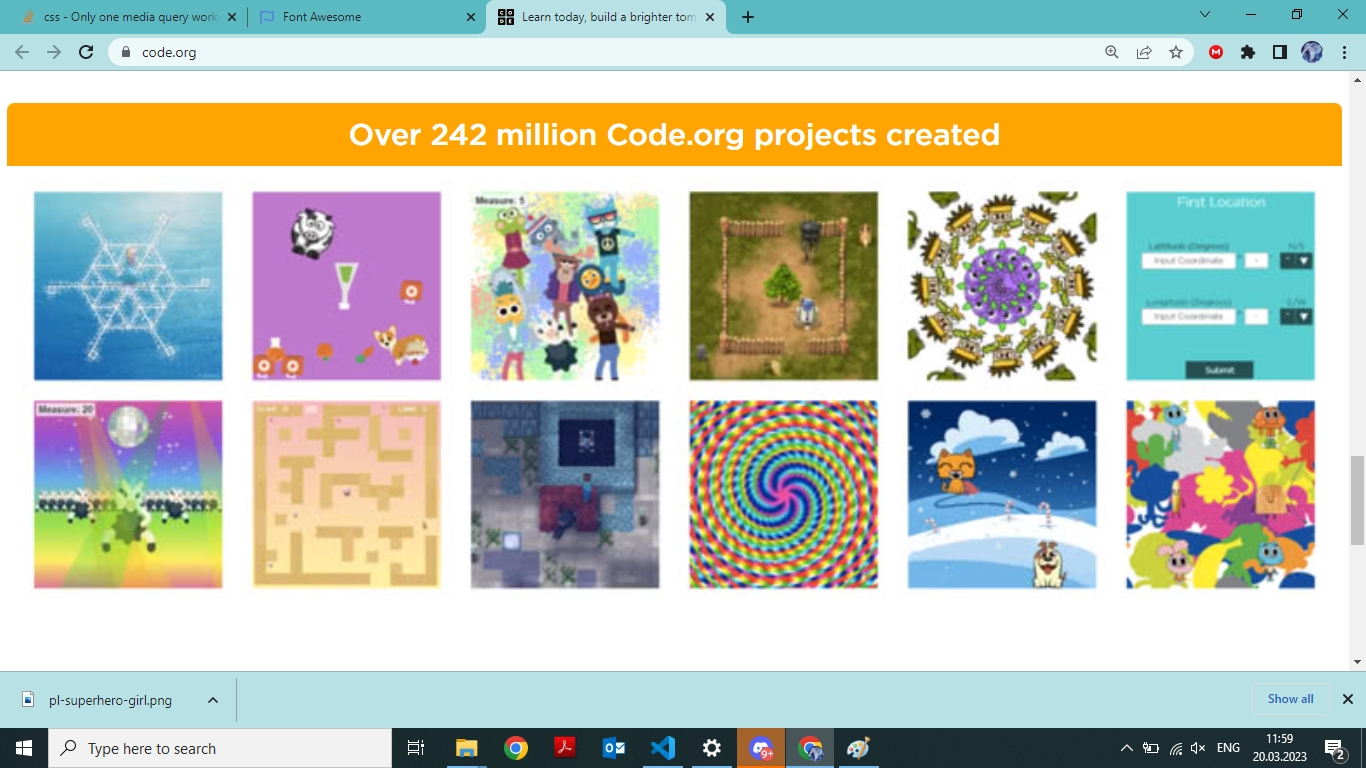 css - Only one media query work
Font Awesome
Learn today, build a brighter tom
code.org
Over 242 million Code.org projects created
Measure: 5
First Location
Lattitude (Degrees)
N/S
Input Coordinate
Longitude (Degrees)
E/W
Input Coordinate
Submit
Measure: 20
pl-superhero-girl.png
Show all
Type here to search
9+
ENG
11:59
20.03.2023
2